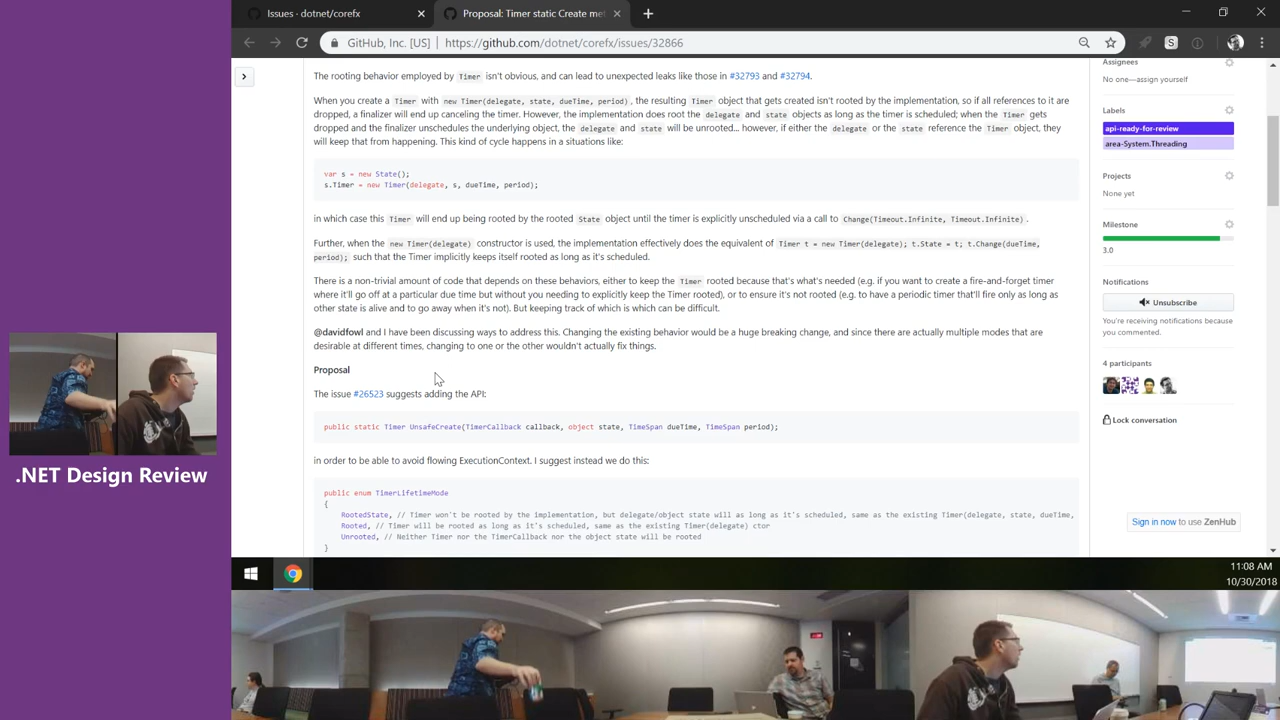 Issues · dotnet/corefx
Proposal: Timer static Create me
GitHub, Inc. [US] | https://github.com/dotnet/corefx/issues/32866
The rooting behavior employed by Timer isn't obvious, and can lead to unexpected leaks like those in #32793 and #32794.
When you create a Timer with new Timer(delegate, state, dueTime, period), the resulting Timer object that gets created isn't rooted by the implementation, so if all references to it are
dropped, a finalizer will end up canceling the timer. However, the implementation does root the delegate and state objects as long as the timer is scheduled; when the Timer gets
dropped and the finalizer unschedules the underlying object, the delegate and state will be unrooted... however, if either the delegate or the state reference the Timer object, they
will keep that from happening. This kind of cycle happens in a situations like:
var s = new State();
s.Timer = new Timer(delegate, s, dueTime, period);
in which case this Timer will end up being rooted by the rooted State object until the timer is explicitly unscheduled via a call to Change(Timeout.Infinite, Timeout.Infinite).
Further, when the new Timer(delegate) constructor is used, the implementation effectively does the equivalent of Timer t = new Timer(delegate); t.State = t; t.Change(dueTime,
period); such that the Timer implicitly keeps itself rooted as long as it's scheduled.
There is a non-trivial amount of code that depends on these behaviors, either to keep the Timer rooted because that's what's needed (e.g. if you want to create a fire-and-forget timer
where it'll go off at a particular due time but without you needing to explicitly keep the Timer rooted), or to ensure it's not rooted (e.g. to have a periodic timer that'll fire only as long as
other state is alive and to go away when it's not). But keeping track of which is which can be difficult.
@davidfowl and I have been discussing ways to address this. Changing the existing behavior would be a huge breaking change, and since there are actually multiple modes that are
desirable at different times, changing to one or the other wouldn't actually fix things.
Proposal
The issue #26523 suggests adding the API:
public static Timer UnsafeCreate(TimerCallback callback, object state, TimeSpan dueTime, TimeSpan period);
in order to be able to avoid flowing ExecutionContext. I suggest instead we do this:
public enum TimerLifetimeMode
{
RootedState, // Timer won't be rooted by the implementation, but delegate/object state will as long as it's scheduled, same as the existing Timer(delegate, state, dueTime,
Rooted, // Timer will be rooted as long as it's scheduled, same as the existing Timer(delegate) ctor
Unrooted, // Neither Timer nor the TimerCallback nor the object state will be rooted
}
Assignees
No one—assign yourself
Labels
api-ready-for-review
area-System.Threading
Projects
None yet
Milestone
3.0
Notifications
Unsubscribe
You're receiving notifications because
you commented.
4 participants
Lock conversation
Sign in now to use ZenHub
11:08 AM
10/30/2018
.NET Design Review